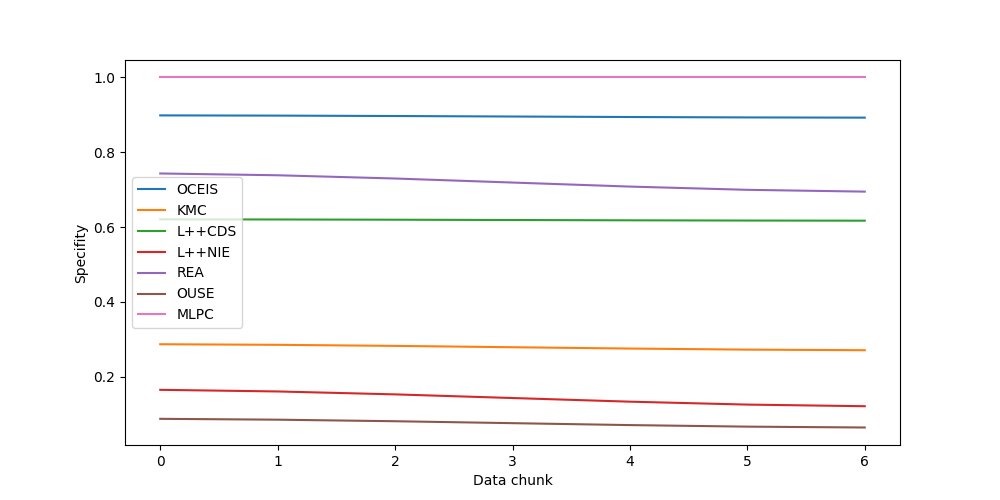 1.0
0.8
0.6
0.4
0.2
Specifity
OCEIS
KMC
L++CDS
L++NIE
REA
OUSE
MLPC
0 1 2 3 4 5 6
Data chunk